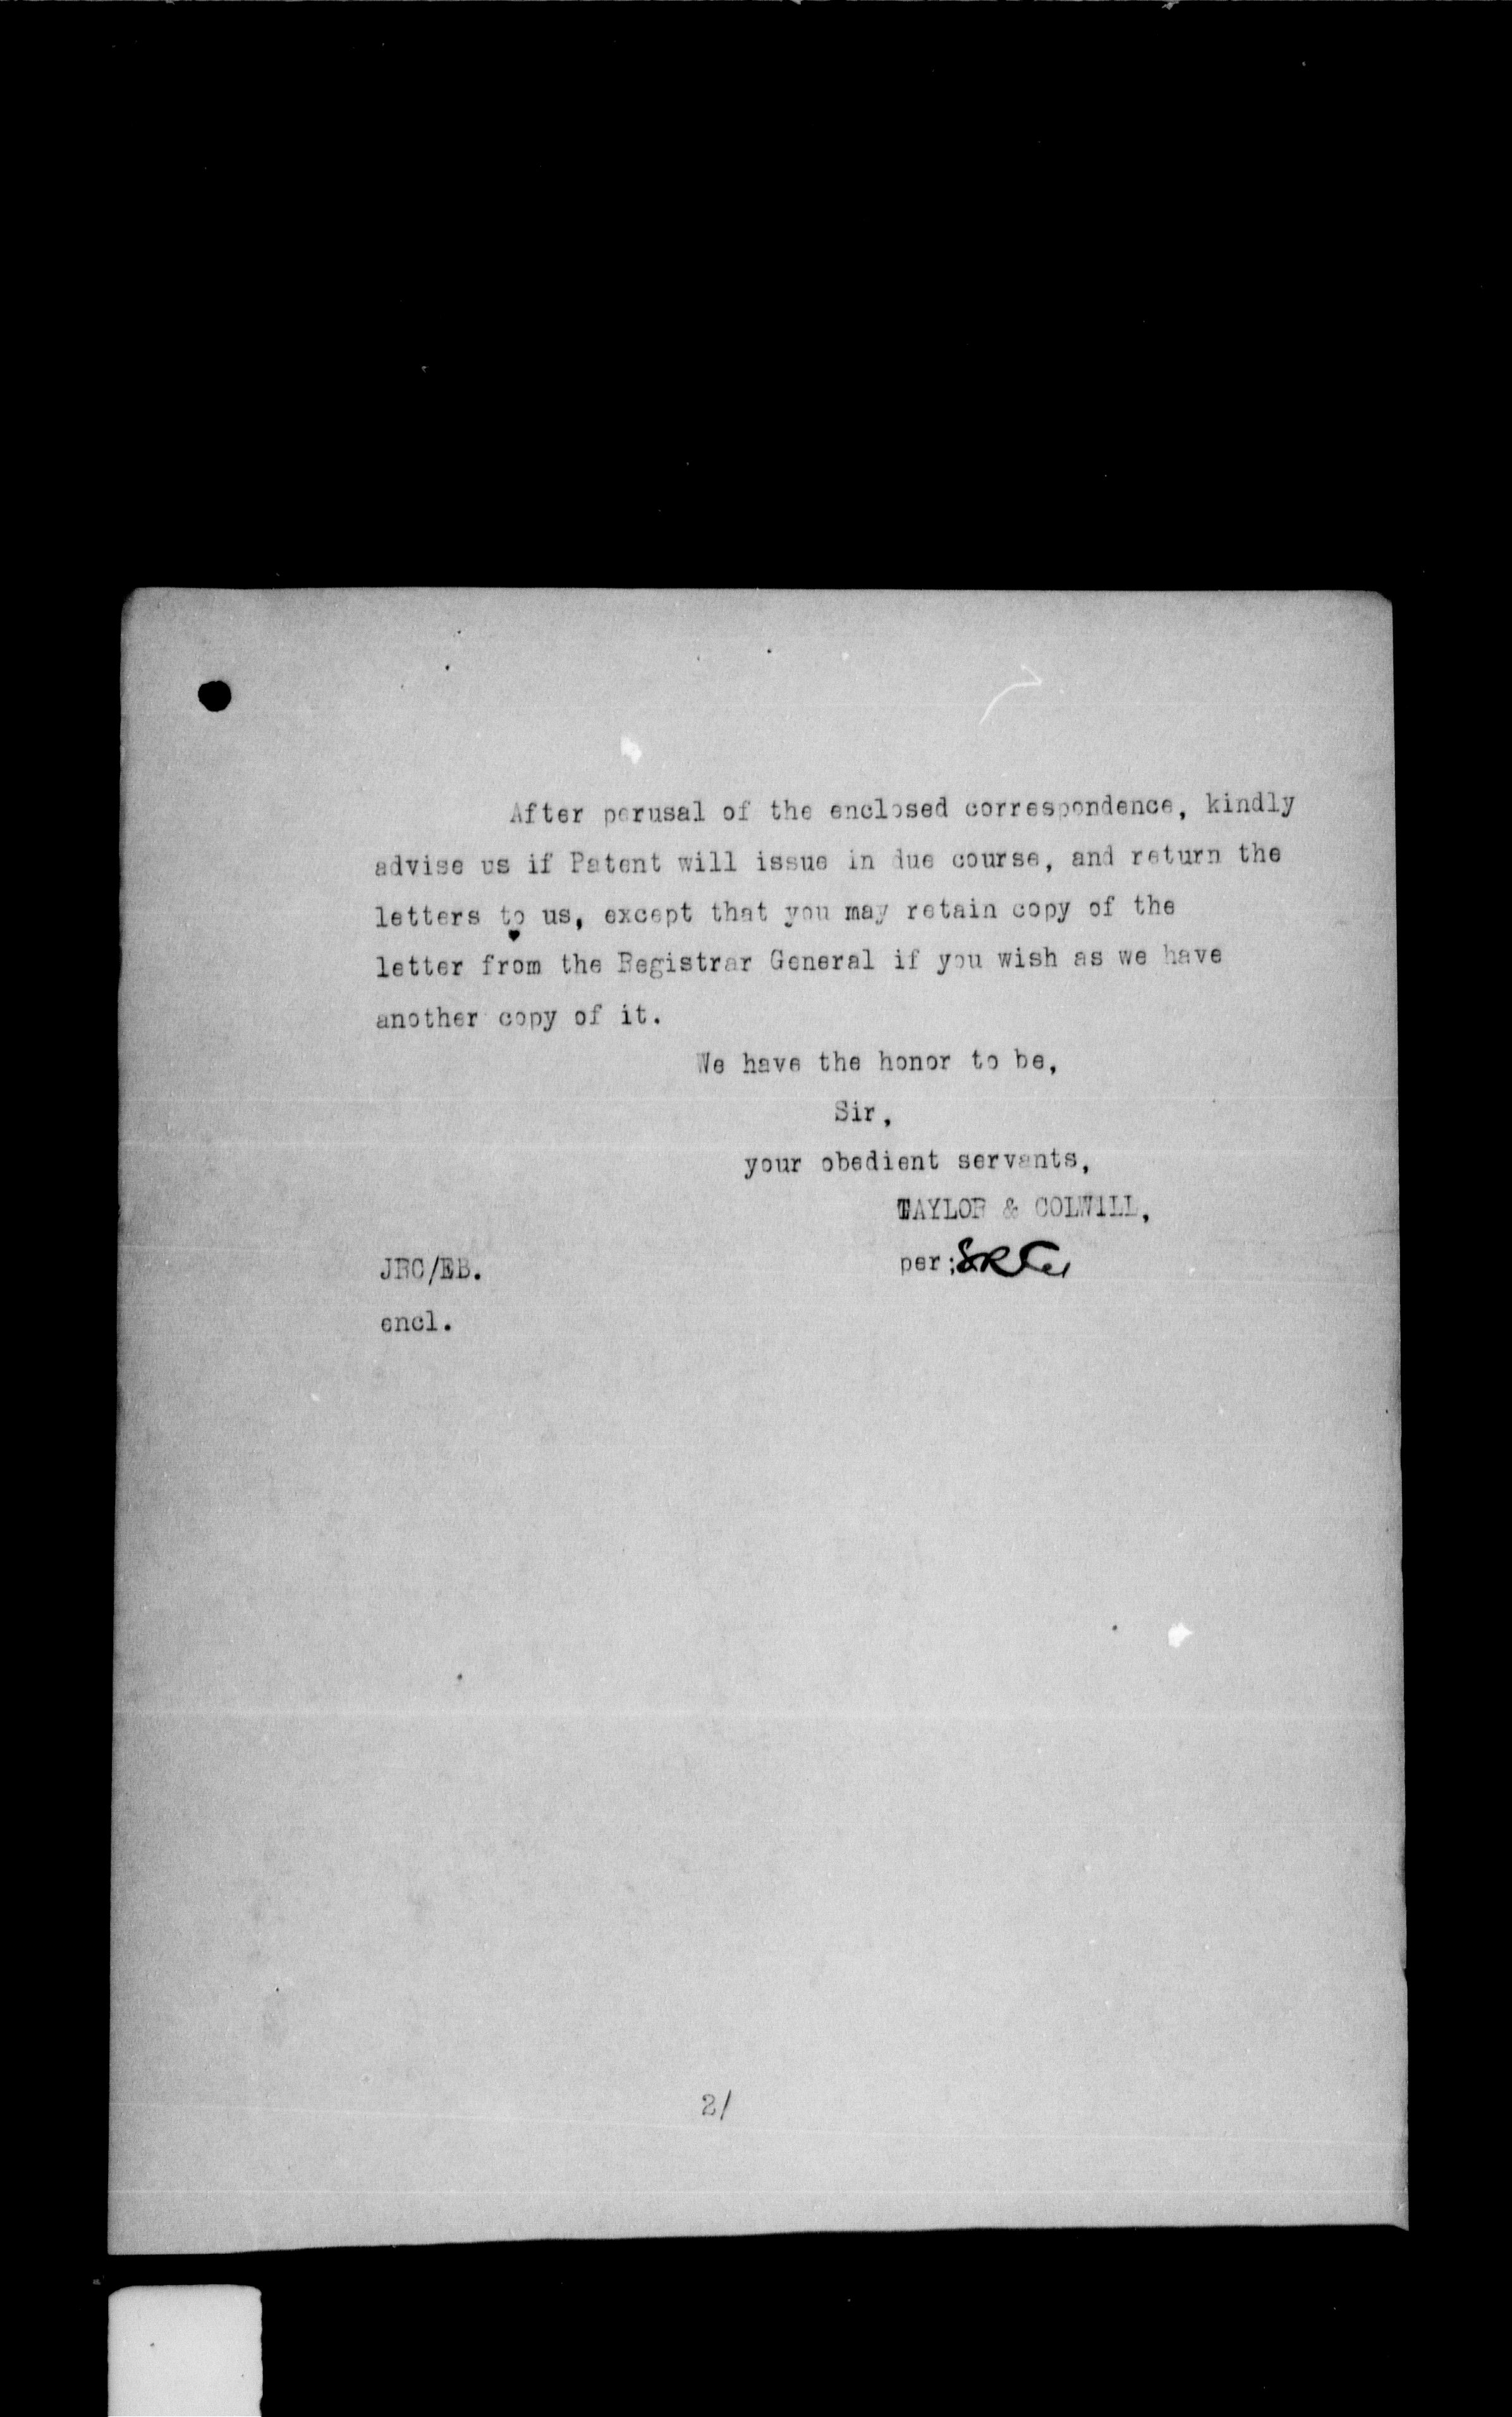 After perusal of the enclosed correspondence, kindly
advise us if Patent will issue in due course, and return the
letters to us, except that you may retain copy of the
letter from the Registrar General if you wish as we have
another copy of it.
We have the honor to be,
Sir,
your obedient servants,
TAYLOR & COLWILL,
per;
JRC/EB.
encl.
2/